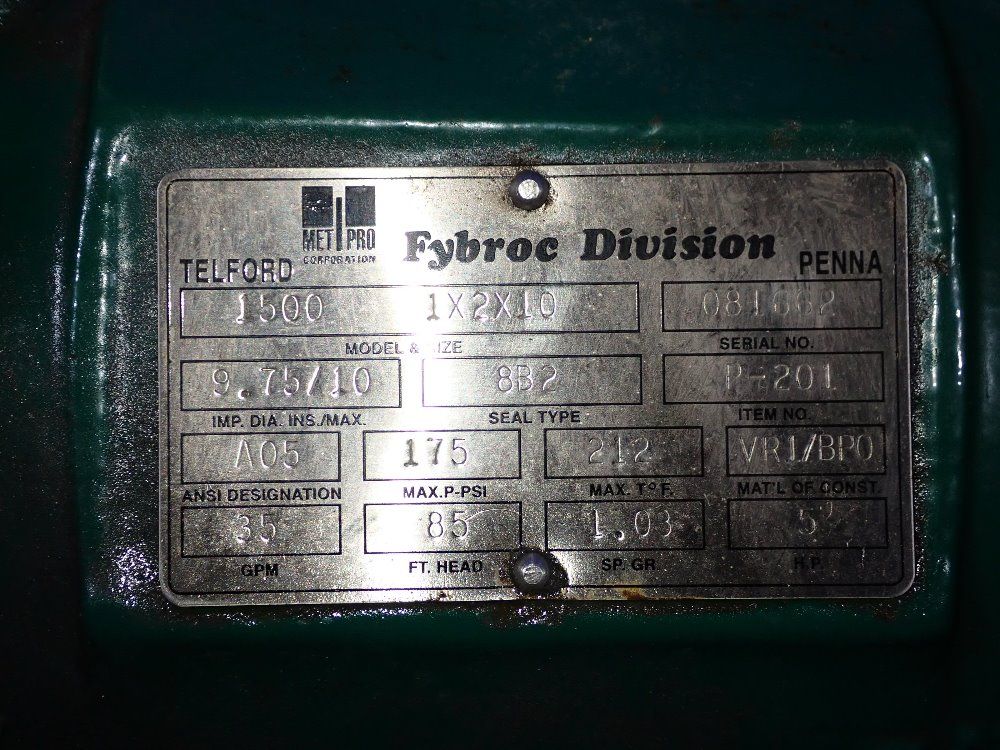 MET PRO
CORPORATION
Fybroc Division
TELFORD PENNA
1500 1X2X10 081662
MODEL & SIZE SERIAL NO.
9.75/10 8B2 P-201
IMP. DIA. INS./MAX. SEAL TYPE ITEM NO.
A05 175 212 VR1/BPO
ANSI DESIGNATION MAX.P-PSI MAX. T°F. MAT'L OF CONST.
35 85 1.03 5
GPM FT. HEAD SP. GR. H.P.